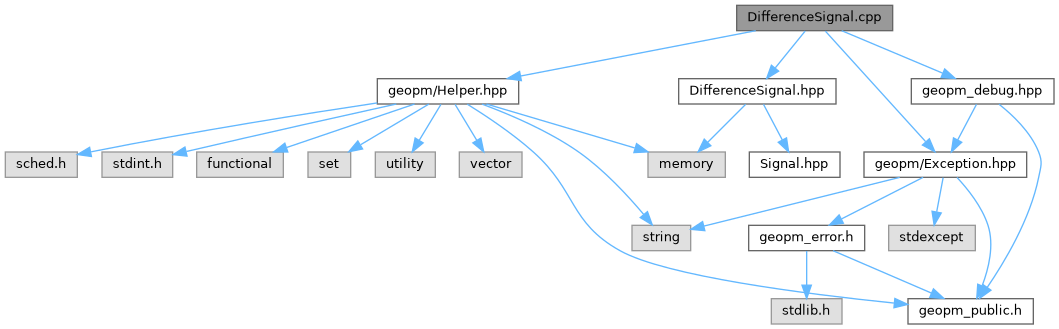 DifferenceSignal.cpp
geopm/Helper.hpp
DifferenceSignal.hpp
geopm_debug.hpp
sched.h
stdint.h
functional
set
utility
vector
memory
Signal.hpp
geopm/Exception.hpp
string
geopm_error.h
stdexcept
stdlib.h
geopm_public.h